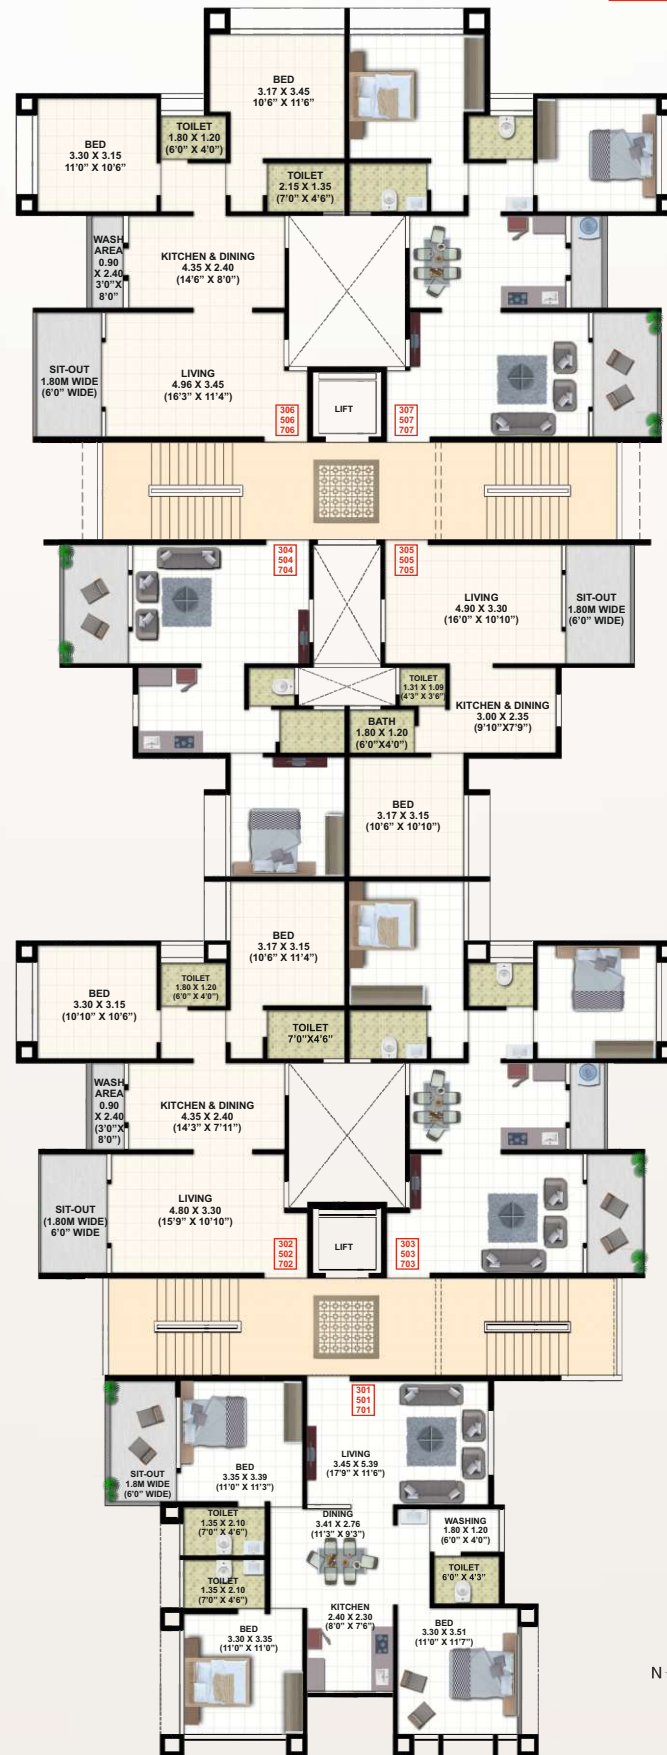 BED
3.17 X 3.45
10'6" X 11'6"
TOILET
1.80 X 1.20
(6'0" X 4'0")
BED
3.30 X 3.15
11'0" X 10'6"
TOILET
2.15 X 1.35
(7'0" X 4'6")
WASH
AREA
0.90
X 2.40
3'0"X
8'0"
KITCHEN & DINING
4.35 X 2.40
(14'6" X 8'0")
SIT-OUT
1.80M WIDE
(6'0" WIDE)
LIVING
4.96 X 3.45
(16'3" X 11'4")
LIFT
306
506
706
307
507
707
304
504
704
305
505
705
LIVING
4.90 X 3.30
(16'0" X 10'10")
SIT-OUT
1.80M WIDE
(6'0" WIDE)
TOILET
1.31 X 1.09
(4'3" X 3'6")
KITCHEN & DINING
3.00 X 2.35
(9'10"X7'9")
BATH
1.80 X 1.20
(6'0"X4'0")
BED
3.17 X 3.15
(10'6" X 10'10")
BED
3.17 X 3.15
(10'6" X 11'4")
TOILET
1.80 X 1.20
(6'0" X 4'0")
BED
3.30 X 3.15
(10'10" X 10'6")
TOILET
7'0"X4'6"
WASH
AREA
0.90
X 2.40
(3'0"X
8'0")
KITCHEN & DINING
4.35 X 2.40
(14'3" X 7'11")
SIT-OUT
(1.80M WIDE)
6'0" WIDE
LIVING
4.80 X 3.30
(15'9" X 10'10")
LIFT
302
502
702
303
503
703
301
501
701
LIVING
3.45 X 5.39
(17'9" X 11'6")
BED
3.35 X 3.39
(11'0" X 11'3")
SIT-OUT
1.8M WIDE
(6'0" WIDE)
TOILET
1.35 X 2.10
(7'0" X 4'6")
DINING
3.41 X 2.76
(11'3" X 9'3")
WASHING
1.80 X 1.20
(6'0" X 4'0")
TOILET
1.35 X 2.10
(7'0" X 4'6")
TOILET
6'0" X 4'3"
KITCHEN
2.40 X 2.30
(8'0" X 7'6")
BED
3.30 X 3.35
(11'0" X 11'0")
BED
3.30 X 3.51
(11'0" X 11'7")
N